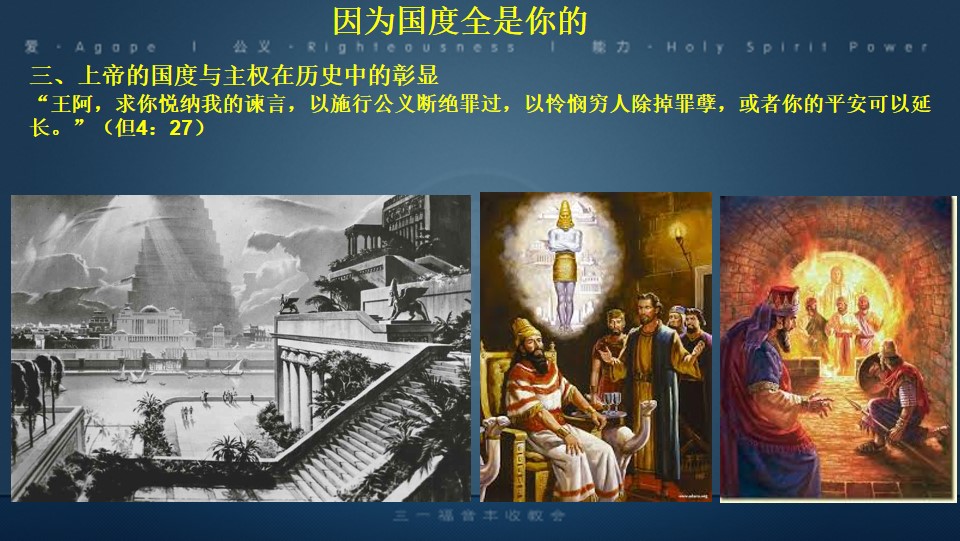 因为国度全是你的
爱·Agape | 公义·Righteousness | 能力·Holy Spirit Power
三、上帝的国度与主权在历史中的彰显
“王阿，求你悦纳我的谏言，以施行公义断绝罪过，以怜悯穷人除掉罪孽，或者你的平安可以延
长。”（但4：27）
三一福音丰收教会